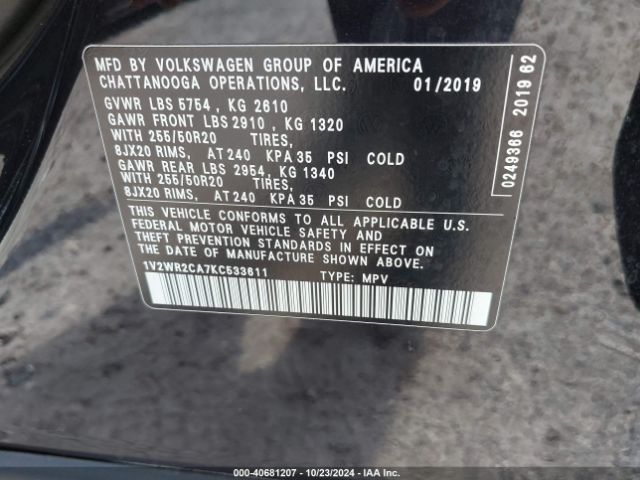 MFD BY VOLKSWAGEN GROUP OF AMERICA
CHATTANOOGA OPERATIONS, LLC. 01/2019
GVWR LBS 5754 , KG 2610
GAWR FRONT LBS 2910 , KG 1320
WITH 255/50R20 TIRES,
8JX20 RIMS, AT 240 KPA 35 PSI COLD
GAWR REAR LBS 2954 , KG 1340
WITH 255/50R20 TIRES,
8JX20 RIMS, AT 240 KPA 35 PSI COLD
THIS VEHICLE CONFORMS TO ALL APPLICABLE U.S.
FEDERAL MOTOR VEHICLE SAFETY AND
THEFT PREVENTION STANDARDS IN EFFECT ON
THE DATE OF MANUFACTURE SHOWN ABOVE
1V2WR2CA7KC533611 TYPE: MPV
0249366 2019 62
000-40681207 - 10/23/2024 - IAA Inc.